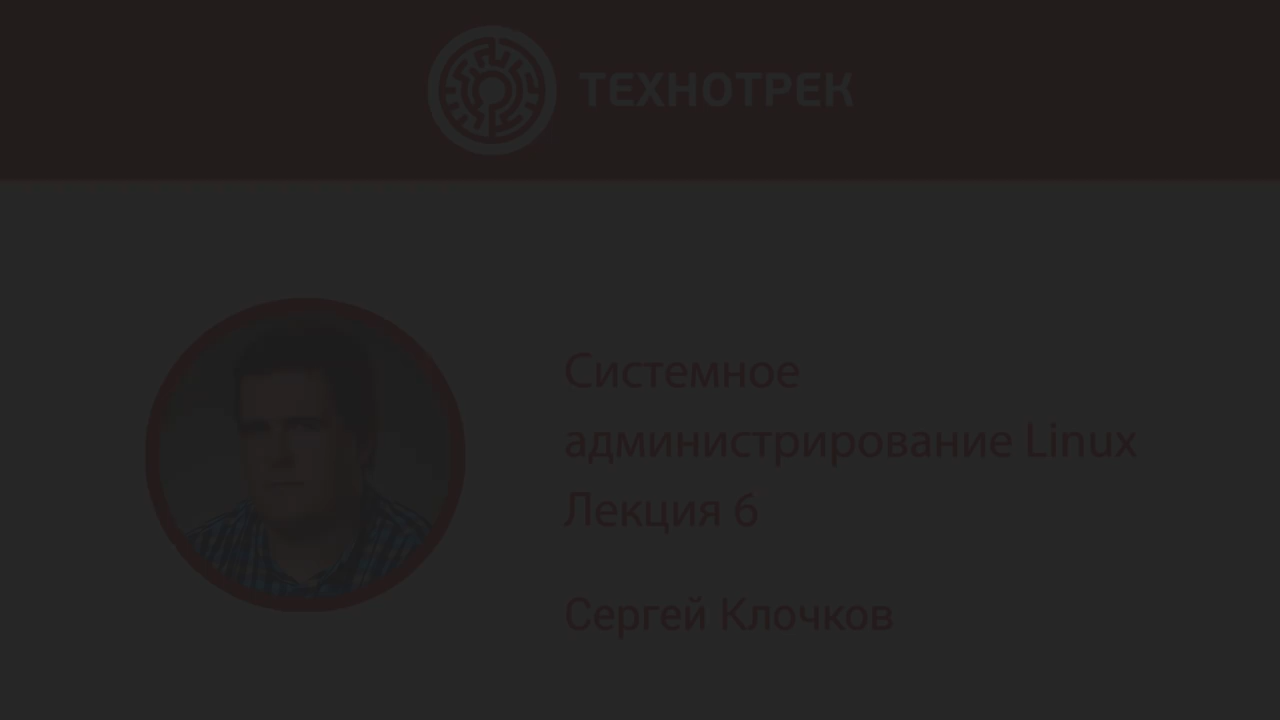 ТЕХНОТРЕК
Системное
администрирование Linux
Лекция 6
Сергей Клочков